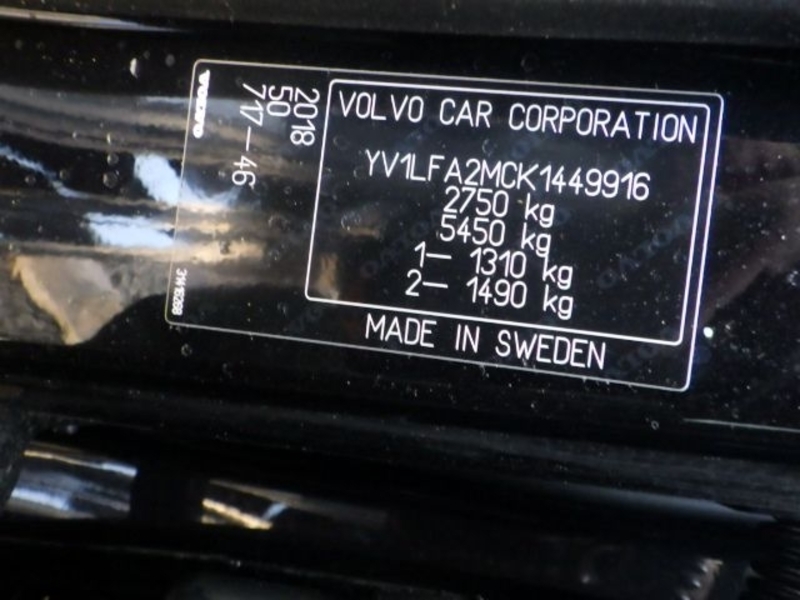 VOLVO CAR CORPORATION
YV1LFA2MCK1449916
2750 kg
5450 kg
1— 1310 kg
2— 1490 kg
MADE IN SWEDEN
2018
50
717—46
VOLVO